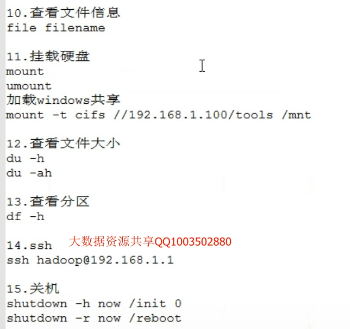 10.查看文件信息
file filename
11.挂载硬盘
mount
umount
加载windows共享
mount -t cifs //192.168.1.100/tools /mnt
12.查看文件大小
du -h
du -ah
13.查看分区
df -h
14.ssh 大数据资源共享QQ1003502880
ssh hadoop@192.168.1.1
15.关机
shutdown -h now /init 0
shutdown -r now /reboot